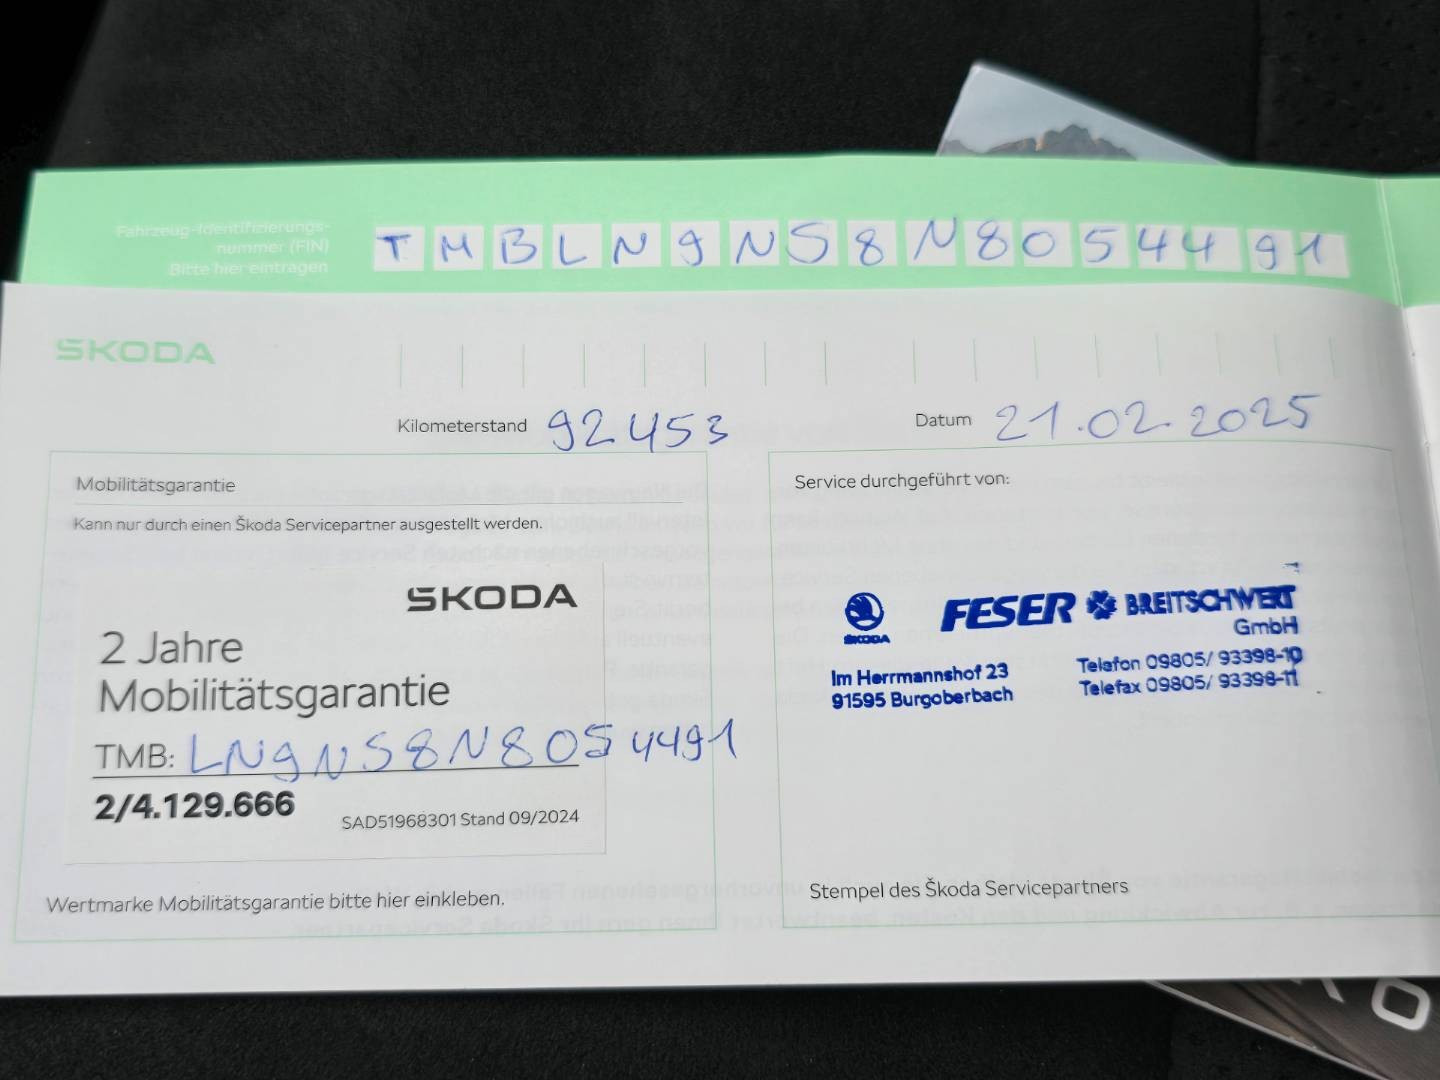 Fahrzeug-Identifizierungs-
nummer (FIN)
Bitte hier eintragen
TMBLN9NS8N8054491
ŠKODA
Kilometerstand 92453
Datum 21.02.2025
Mobilitätsgarantie
Kann nur durch einen Škoda Servicepartner ausgestellt werden.
ŠKODA
2 Jahre
Mobilitätsgarantie
TMB: LN9NS8N8054491
2/4.129.666
SAD51968301 Stand 09/2024
Wertmarke Mobilitätsgarantie bitte hier einkleben.
Service durchgeführt von:
ŠKODA
FESER BREITSCHWERT
GmbH
Im Herrmannshof 23
91595 Burgoberbach
Telefon 09805/ 93398-10
Telefax 09805/ 93398-11
Stempel des Škoda Servicepartners